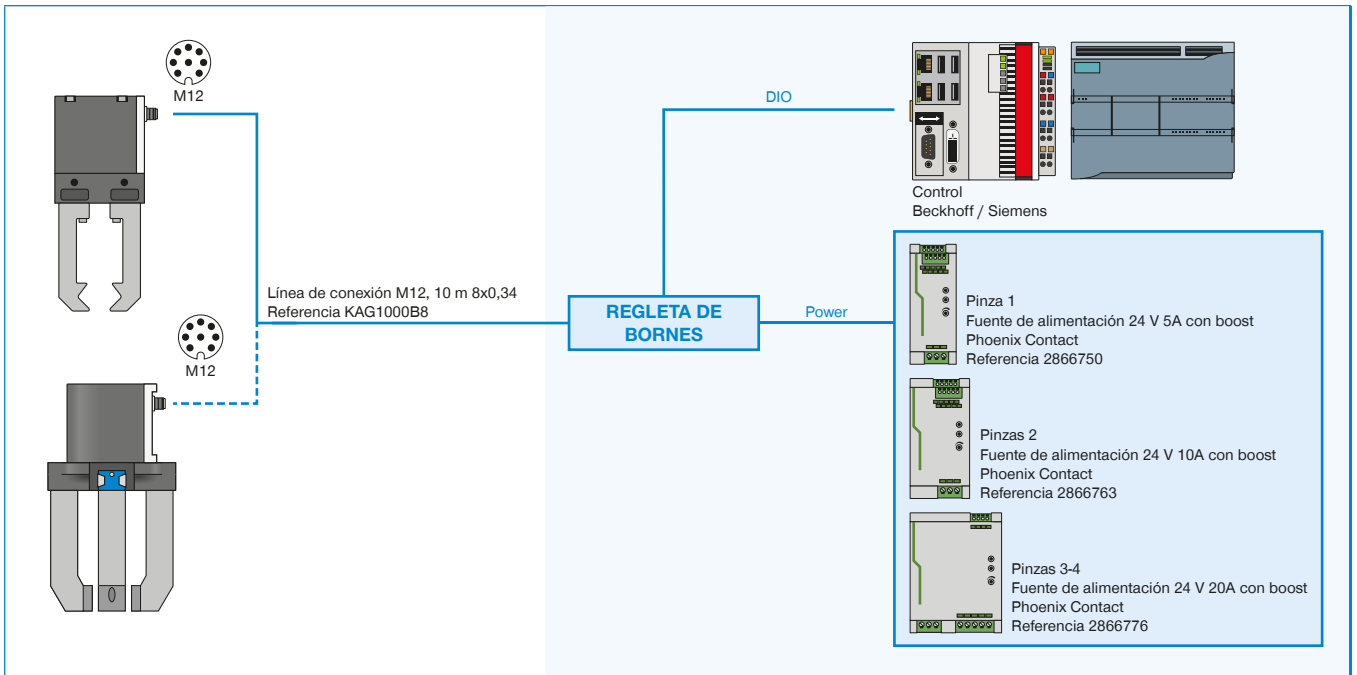 M12
M12
Línea de conexión M12, 10 m 8x0,34
Referencia KAG1000B8
REGLETA DE
BORNES
DIO
Power
Control
Beckhoff / Siemens
Pinza 1
Fuente de alimentación 24 V 5A con boost
Phoenix Contact
Referencia 2866750
Pinzas 2
Fuente de alimentación 24 V 10A con boost
Phoenix Contact
Referencia 2866763
Pinzas 3-4
Fuente de alimentación 24 V 20A con boost
Phoenix Contact
Referencia 2866776